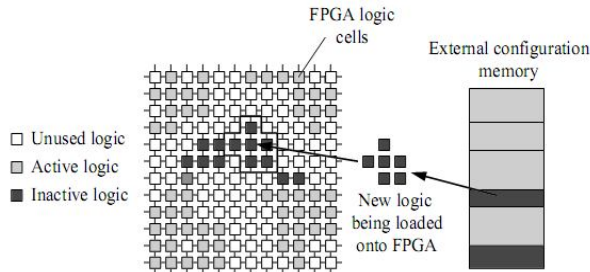 FPGA logic
cells
External configuration
memory
Unused logic
Active logic
Inactive logic
New logic
being loaded
onto FPGA